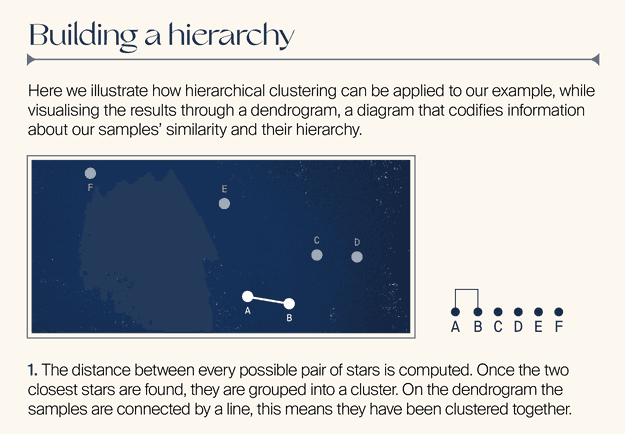 Building a hierarchy
Here we illustrate how hierarchical clustering can be applied to our example, while
visualising the results through a dendrogram, a diagram that codifies information
about our samples’ similarity and their hierarchy.
F
E
C D
A
B
A B C D E F
1. The distance between every possible pair of stars is computed. Once the two
closest stars are found, they are grouped into a cluster. On the dendrogram the
samples are connected by a line, this means they have been clustered together.